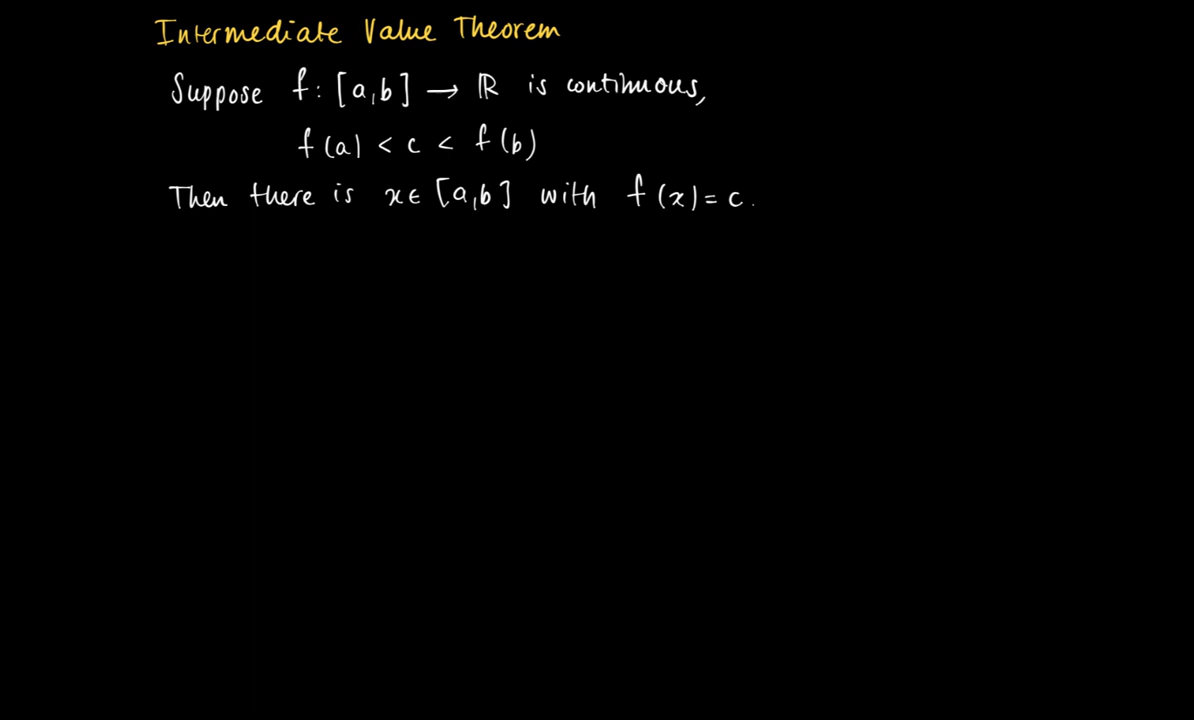 Intermediate Value Theorem
Suppose f: [a,b] → ℝ is continuous,
f(a) < c < f(b)
Then there is x ∈ [a,b] with f(x) = c.